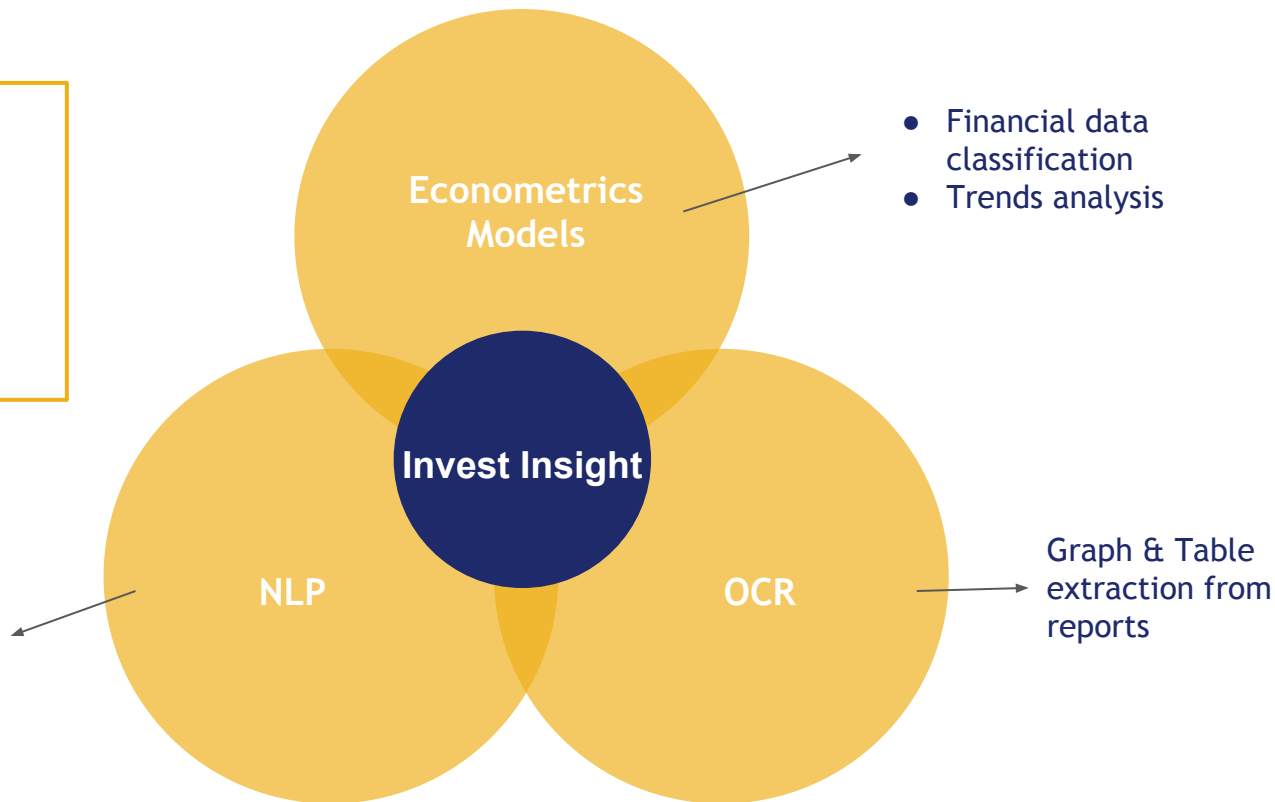 ● Financial data
classification
● Trends analysis
Econometrics
Models
Invest Insight
NLP
OCR
Graph & Table
extraction from
reports